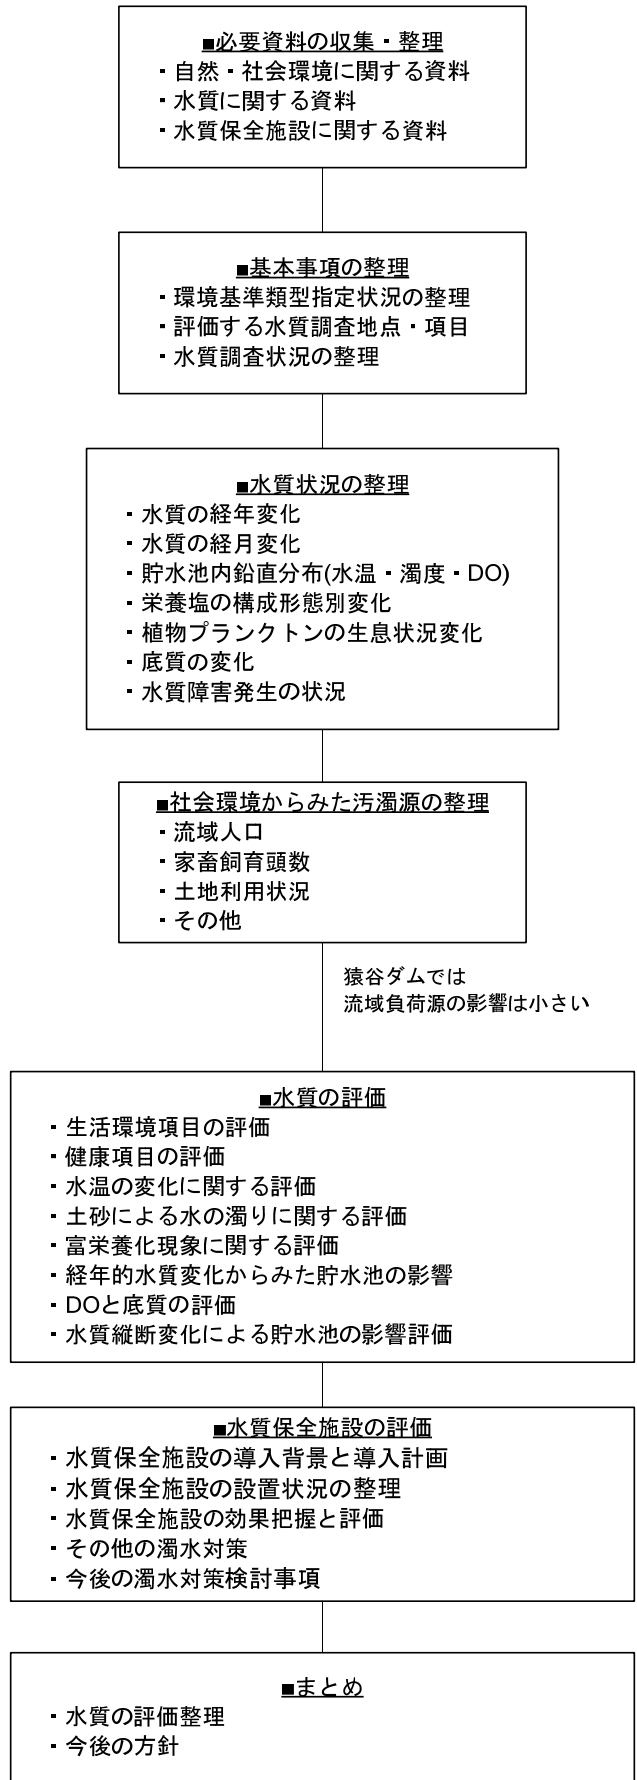 ■必要資料の収集・整理
・自然・社会環境に関する資料
・水質に関する資料
・水質保全施設に関する資料
■基本事項の整理
・環境基準類型指定状況の整理
・評価する水質調査地点・項目
・水質調査状況の整理
■水質状況の整理
・水質の経年変化
・水質の経月変化
・貯水池内鉛直分布(水温・濁度・DO)
・栄養塩の構成形態別変化
・植物プランクトンの生息状況変化
・底質の変化
・水質障害発生の状況
■社会環境からみた汚濁源の整理
・流域人口
・家畜飼育頭数
・土地利用状況
・その他
猿谷ダムでは
流域負荷源の影響は小さい
■水質の評価
・生活環境項目の評価
・健康項目の評価
・水温の変化に関する評価
・土砂による水の濁りに関する評価
・富栄養化現象に関する評価
・経年的水質変化からみた貯水池の影響
・DOと底質の評価
・水質縦断変化による貯水池の影響評価
■水質保全施設の評価
・水質保全施設の導入背景と導入計画
・水質保全施設の設置状況の整理
・水質保全施設の効果把握と評価
・その他の濁水対策
・今後の濁水対策検討事項
■まとめ
・水質の評価整理
・今後の方針